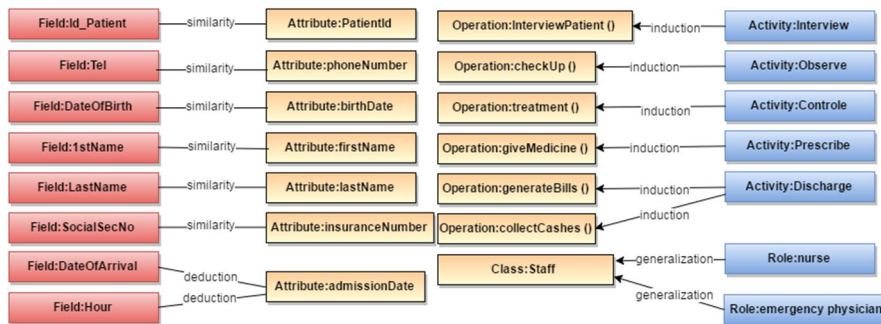 Field:Id_Patient similarity Attribute:PatientId Operation:InterviewPatient () induction Activity:Interview
Field:Tel similarity Attribute:phoneNumber Operation:checkUp () induction Activity:Observe
Field:DateOfBirth similarity Attribute:birthDate Operation:treatment () induction Activity:Controle
Field:1stName similarity Attribute:firstName Operation:giveMedicine () induction Activity:Prescribe
Field:LastName similarity Attribute:lastName Operation:generateBills () induction Activity:Discharge
Field:SocialSecNo similarity Attribute:insuranceNumber Operation:collectCashes () induction
Field:DateOfArrival deduction Class:Staff generalization Role:nurse
Field:Hour deduction Attribute:admissionDate generalization Role:emergency physician